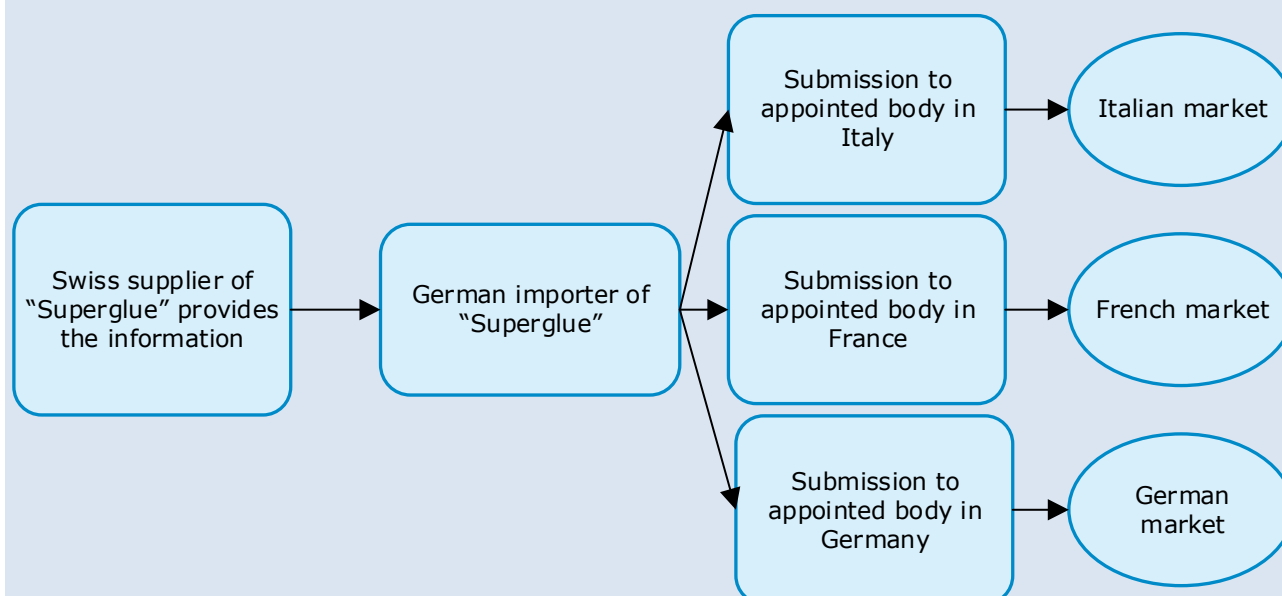 Swiss supplier of
“Superglue” provides
the information
German importer of
“Superglue”
Submission to
appointed body in
Italy
Italian market
Submission to
appointed body in
France
French market
Submission to
appointed body in
Germany
German
market